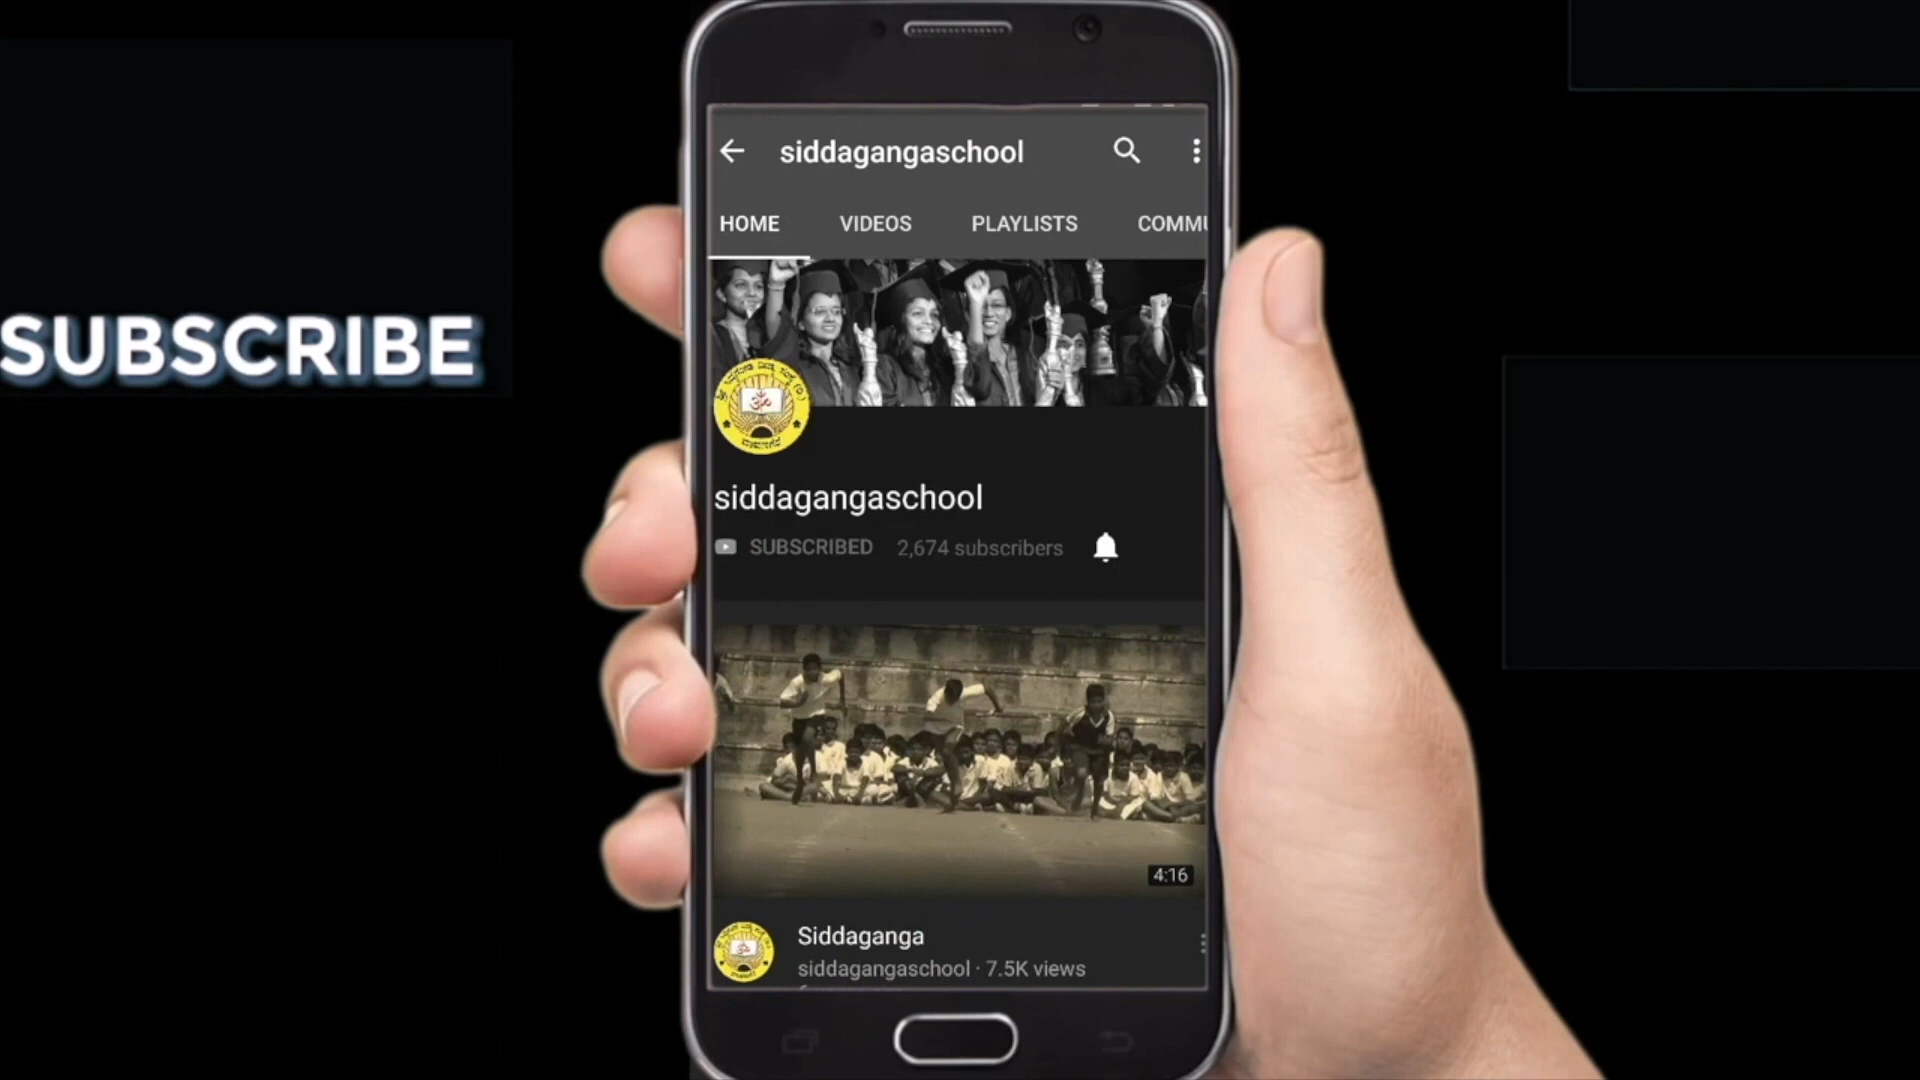 SUBSCRIBE
siddagangaschool
HOME VIDEOS PLAYLISTS COMMU
siddagangaschool
SUBSCRIBED 2,674 subscribers
4:16
Siddaganga
siddagangaschool · 7.5K views